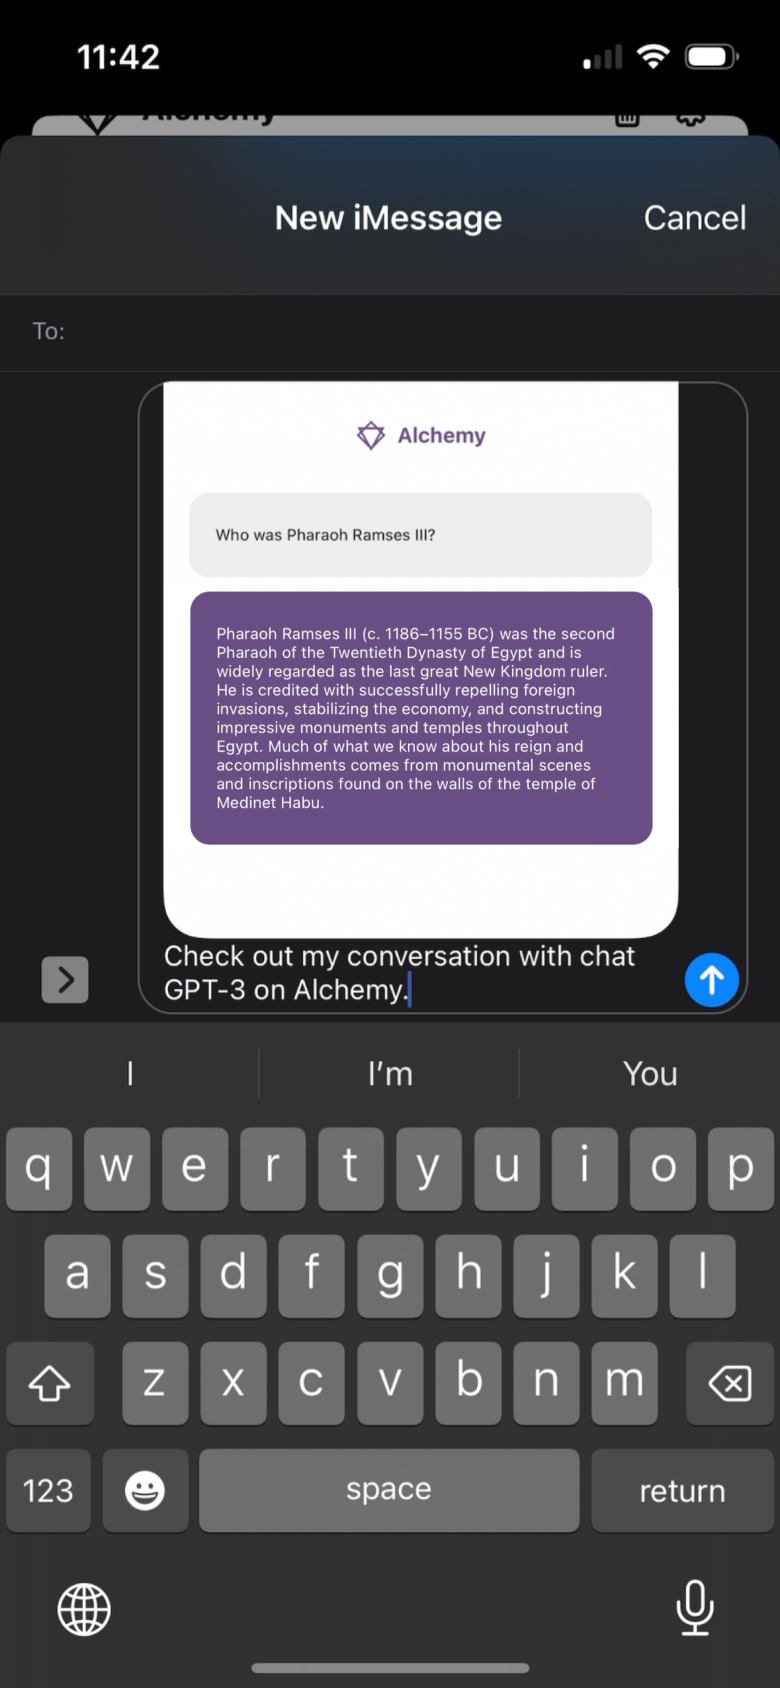 11:42
Alchemy
New iMessage
Cancel
To:
Alchemy
Who was Pharaoh Ramses III?
Pharaoh Ramses III (c. 1186–1155 BC) was the second
Pharaoh of the Twentieth Dynasty of Egypt and is
widely regarded as the last great New Kingdom ruler.
He is credited with successfully repelling foreign
invasions, stabilizing the economy, and constructing
impressive monuments and temples throughout
Egypt. Much of what we know about his reign and
accomplishments comes from monumental scenes
and inscriptions found on the walls of the temple of
Medinet Habu.
Check out my conversation with chat
GPT-3 on Alchemy.
I I’m You
q w e r t y u i o p
a s d f g h j k l
z x c v b n m
123 space return